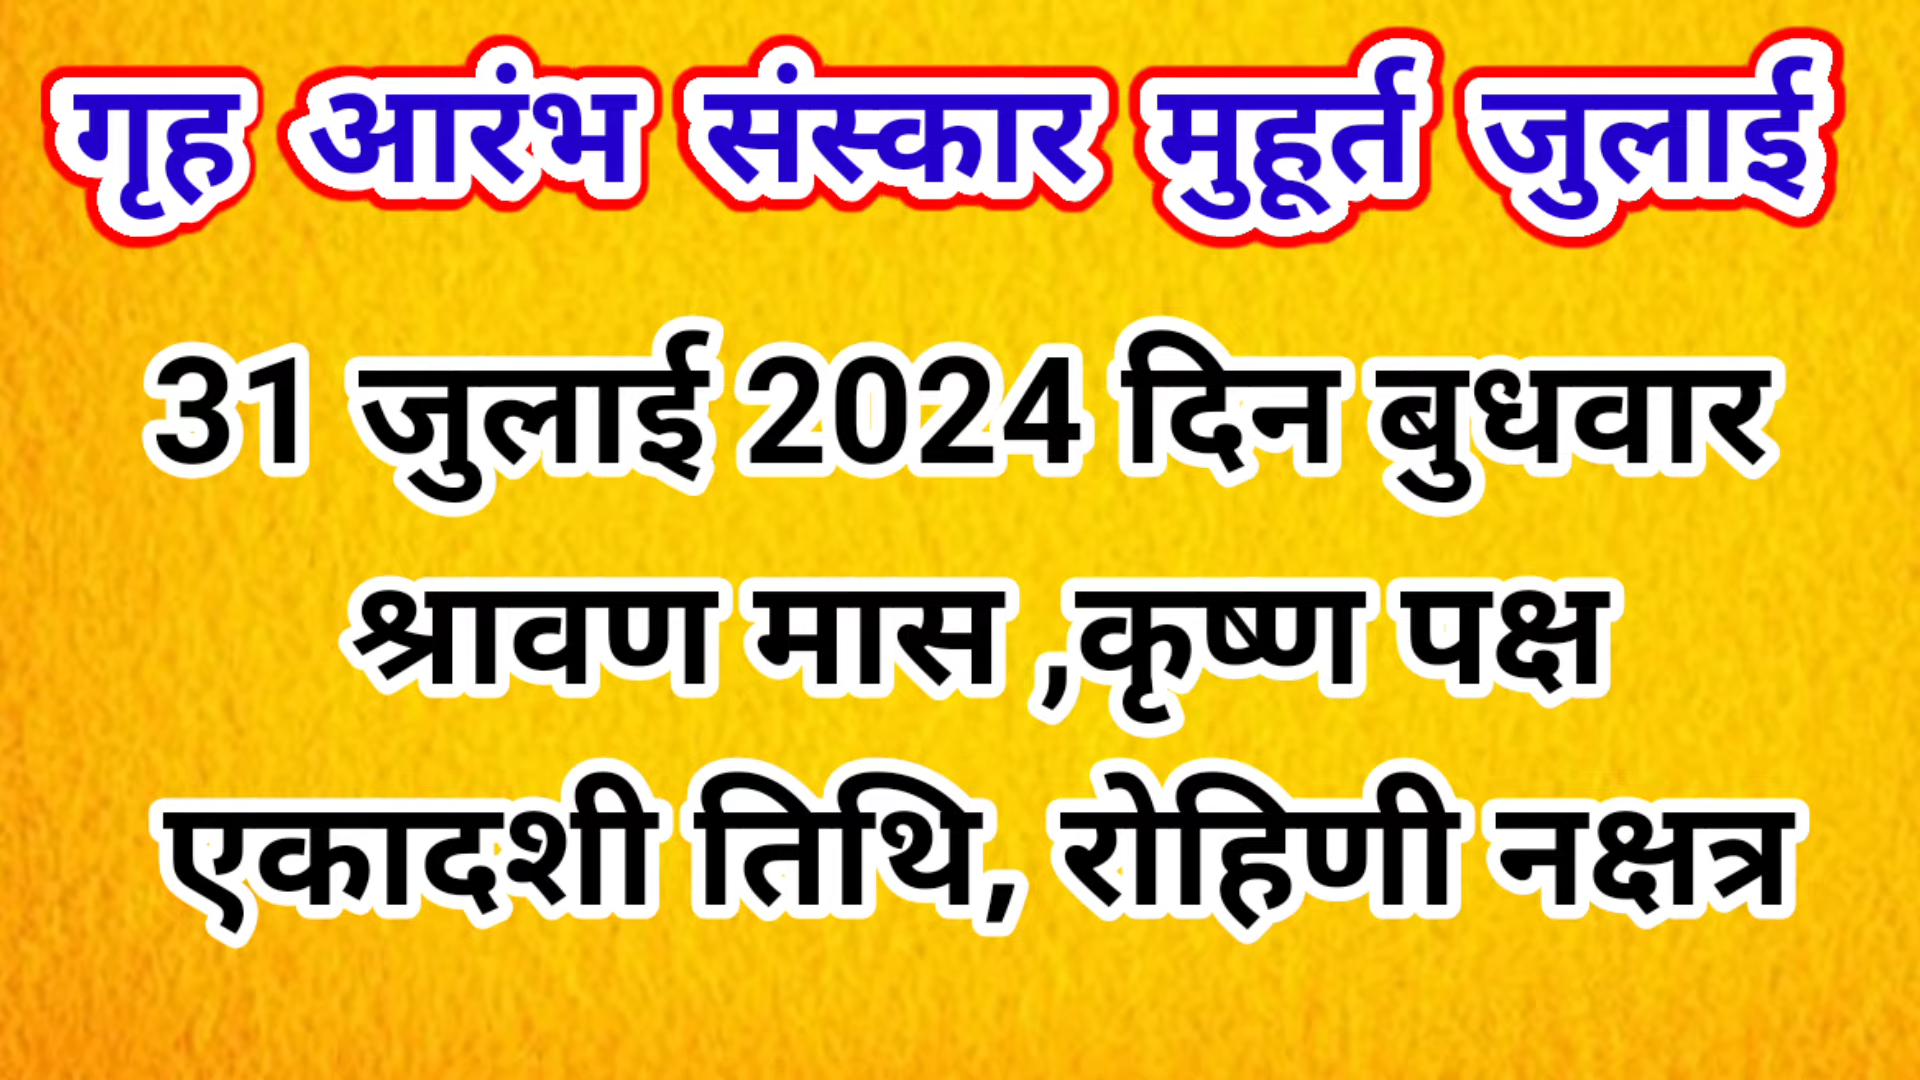 गृह आरंभ संस्कार मुहूर्त जुलाई
31 जुलाई 2024 दिन बुधवार
श्रावण मास ,कृष्ण पक्ष
एकादशी तिथि, रोहिणी नक्षत्र